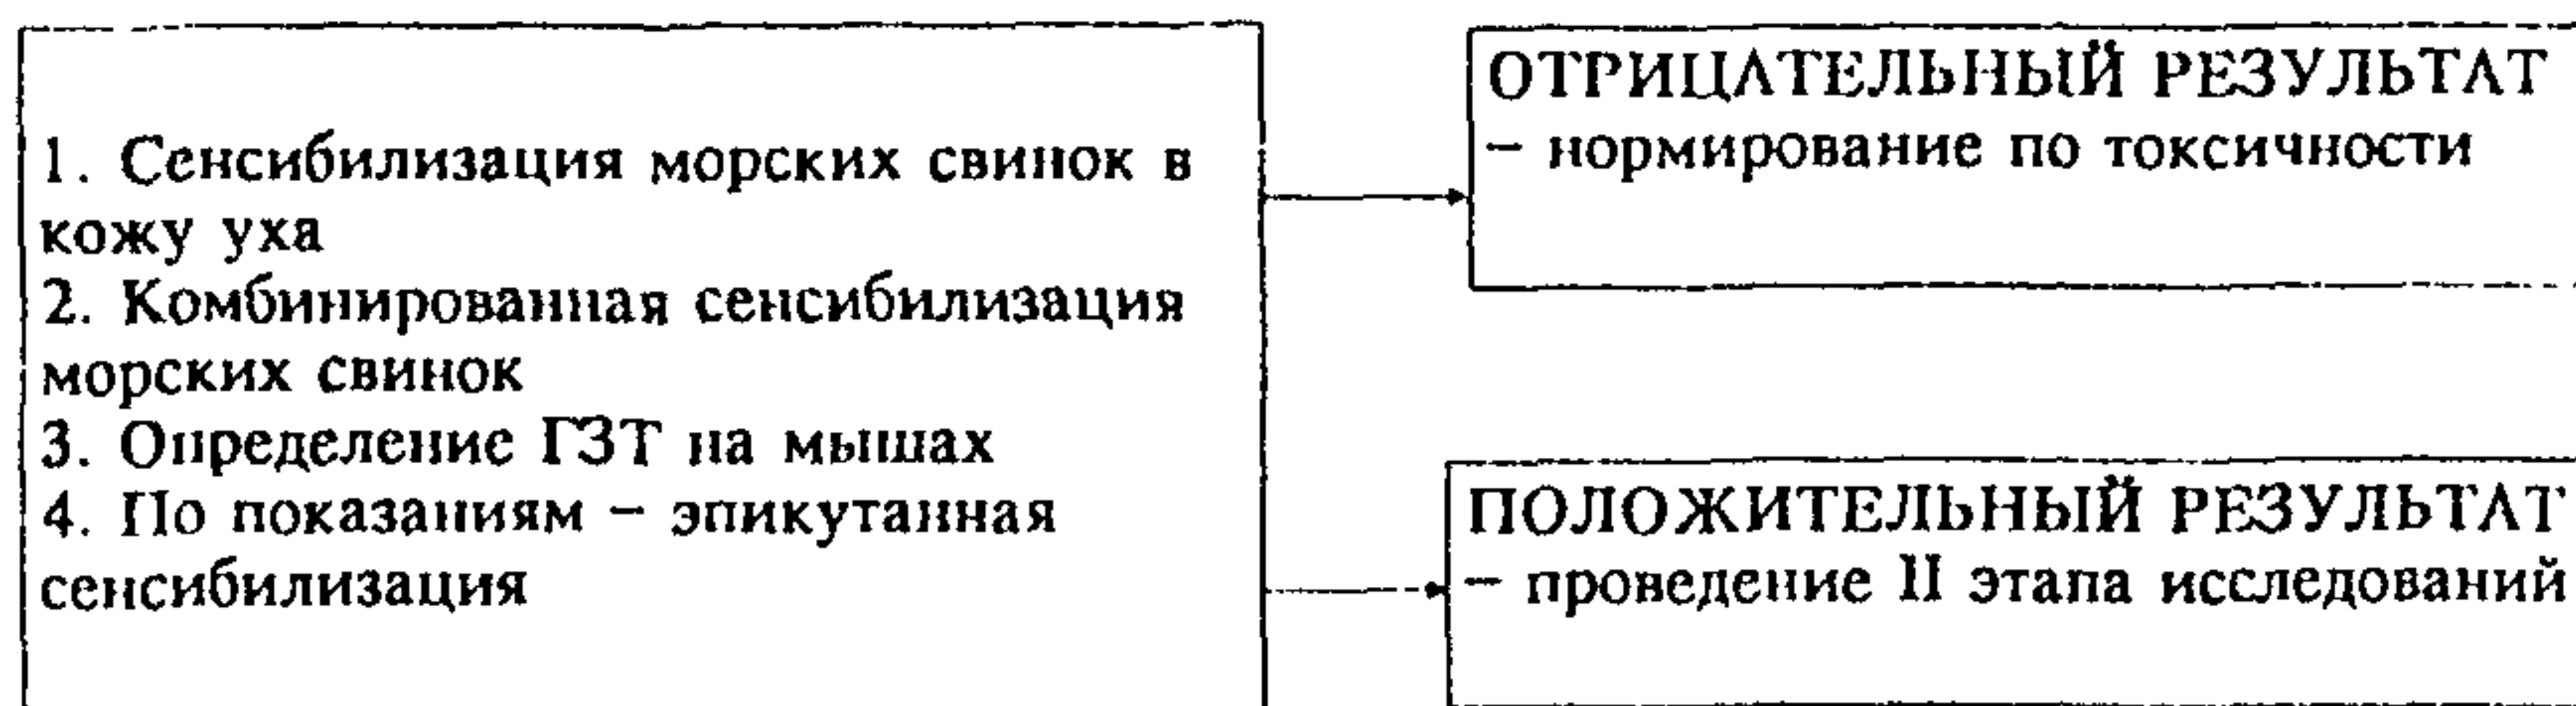 1. Сенсибилизация морских свинок в
кожу уха
2. Комбинированная сенсибилизация
морских свинок
3. Определение ГЗТ на мышах
4. По показаниям – эпикутанная
сенсибилизация
ОТРИЦАТЕЛЬНЫЙ РЕЗУЛЬТАТ
– нормирование по токсичности
ПОЛОЖИТЕЛЬНЫЙ РЕЗУЛЬТАТ
– проведение II этапа исследований